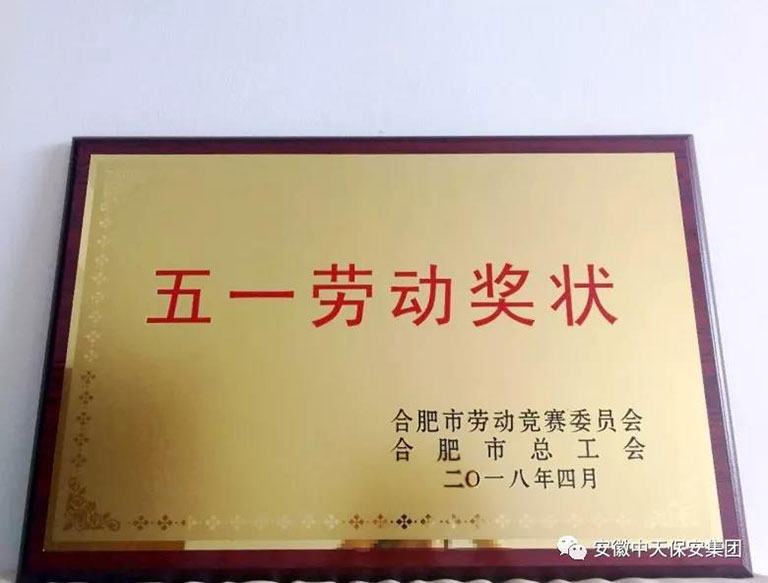 五一劳动奖状
合肥市劳动竞赛委员会
合肥市总工会
二〇一八年四月
安徽中天保安集团